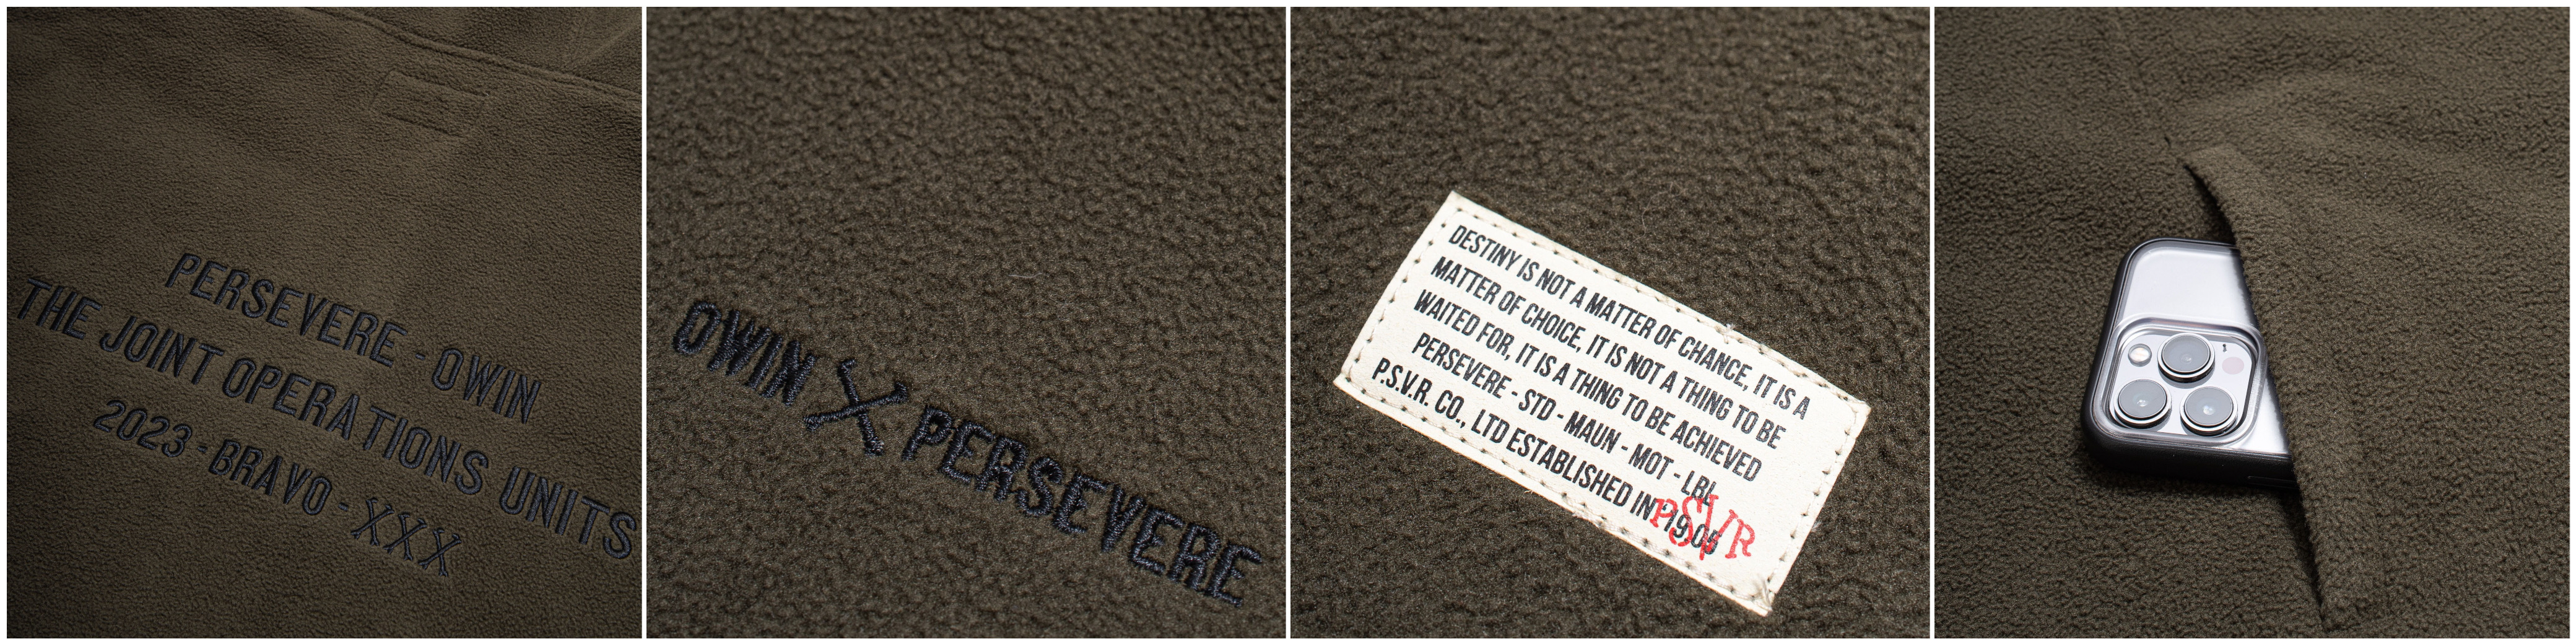 PERSEVERE - OWIN
THE JOINT OPERATIONS UNITS
2023 - BRAVO - XXX
OWIN X PERSEVERE
DESTINY IS NOT A MATTER OF CHANCE, IT IS A
MATTER OF CHOICE, IT IS NOT A THING TO BE
WAITED FOR, IT IS A THING TO BE ACHIEVED
PERSEVERE - STD - MAUN - MOT - LBL
P.S.V.R. CO., LTD ESTABLISHED IN 19,05
PSVR